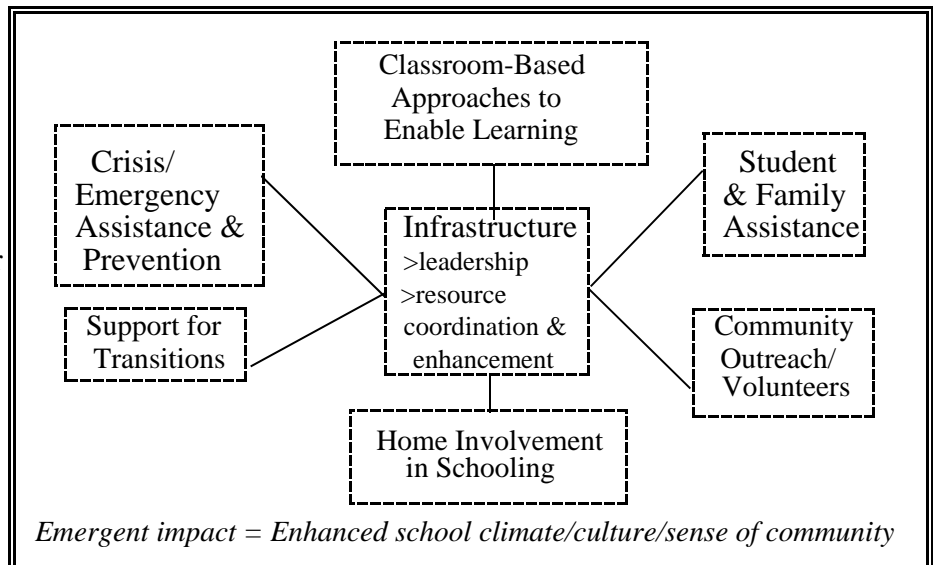 Classroom-Based
Approaches to
Enable Learning
Crisis/
Emergency
Assistance &
Prevention
Student
& Family
Assistance
Infrastructure
>leadership
>resource
coordination &
enhancement
Support for
Transitions
Community
Outreach/
Volunteers
Home Involvement
in Schooling
Emergent impact = Enhanced school climate/culture/sense of community